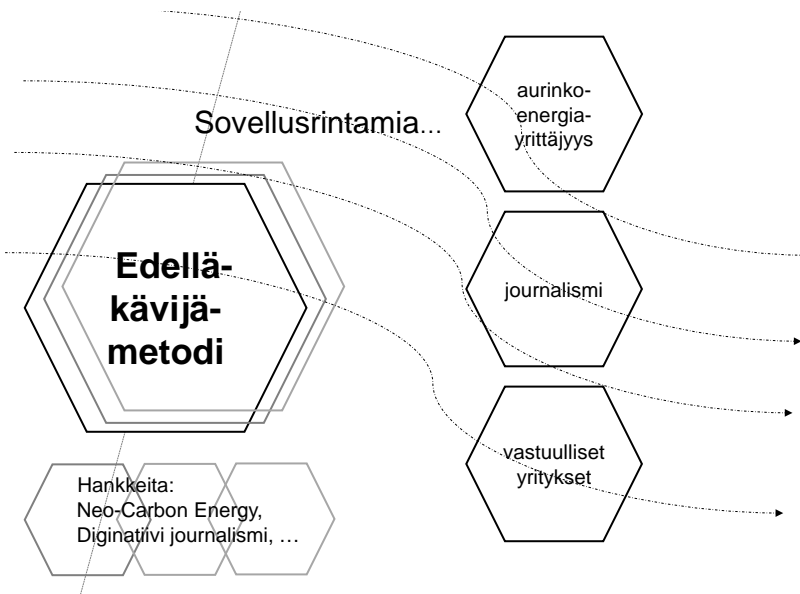 Sovellusrintamia...
Edellä-
kävijä-
metodi
Hankkeita:
Neo-Carbon Energy,
Diginatiivi journalismi, …
aurinko-
energia-
yrittäjyys
journalismi
vastuulliset
yritykset